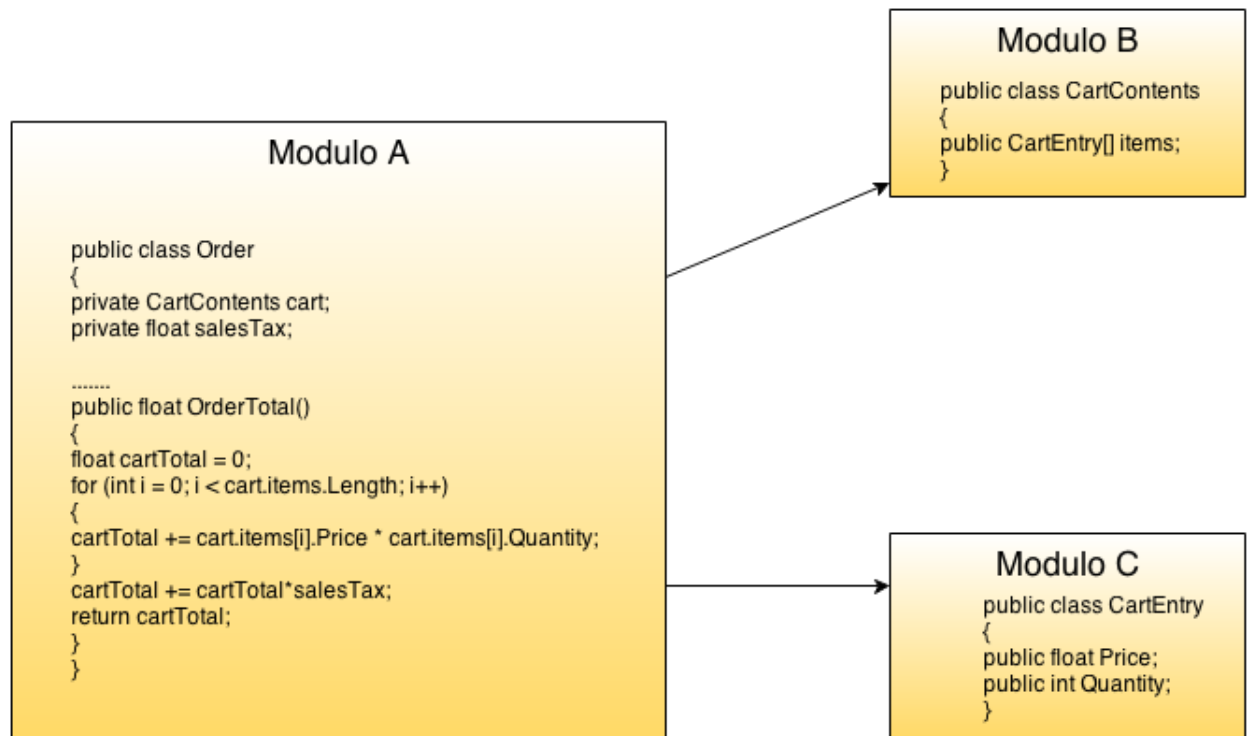 Modulo A
public class Order
{
private CartContents cart;
private float salesTax;
.......
public float OrderTotal()
{
float cartTotal = 0;
for (int i = 0; i < cart.items.Length; i++)
{
cartTotal += cart.items[i].Price * cart.items[i].Quantity;
}
cartTotal += cartTotal*salesTax;
return cartTotal;
}
}
Modulo B
public class CartContents
{
public CartEntry[] items;
}
Modulo C
public class CartEntry
{
public float Price;
public int Quantity;
}